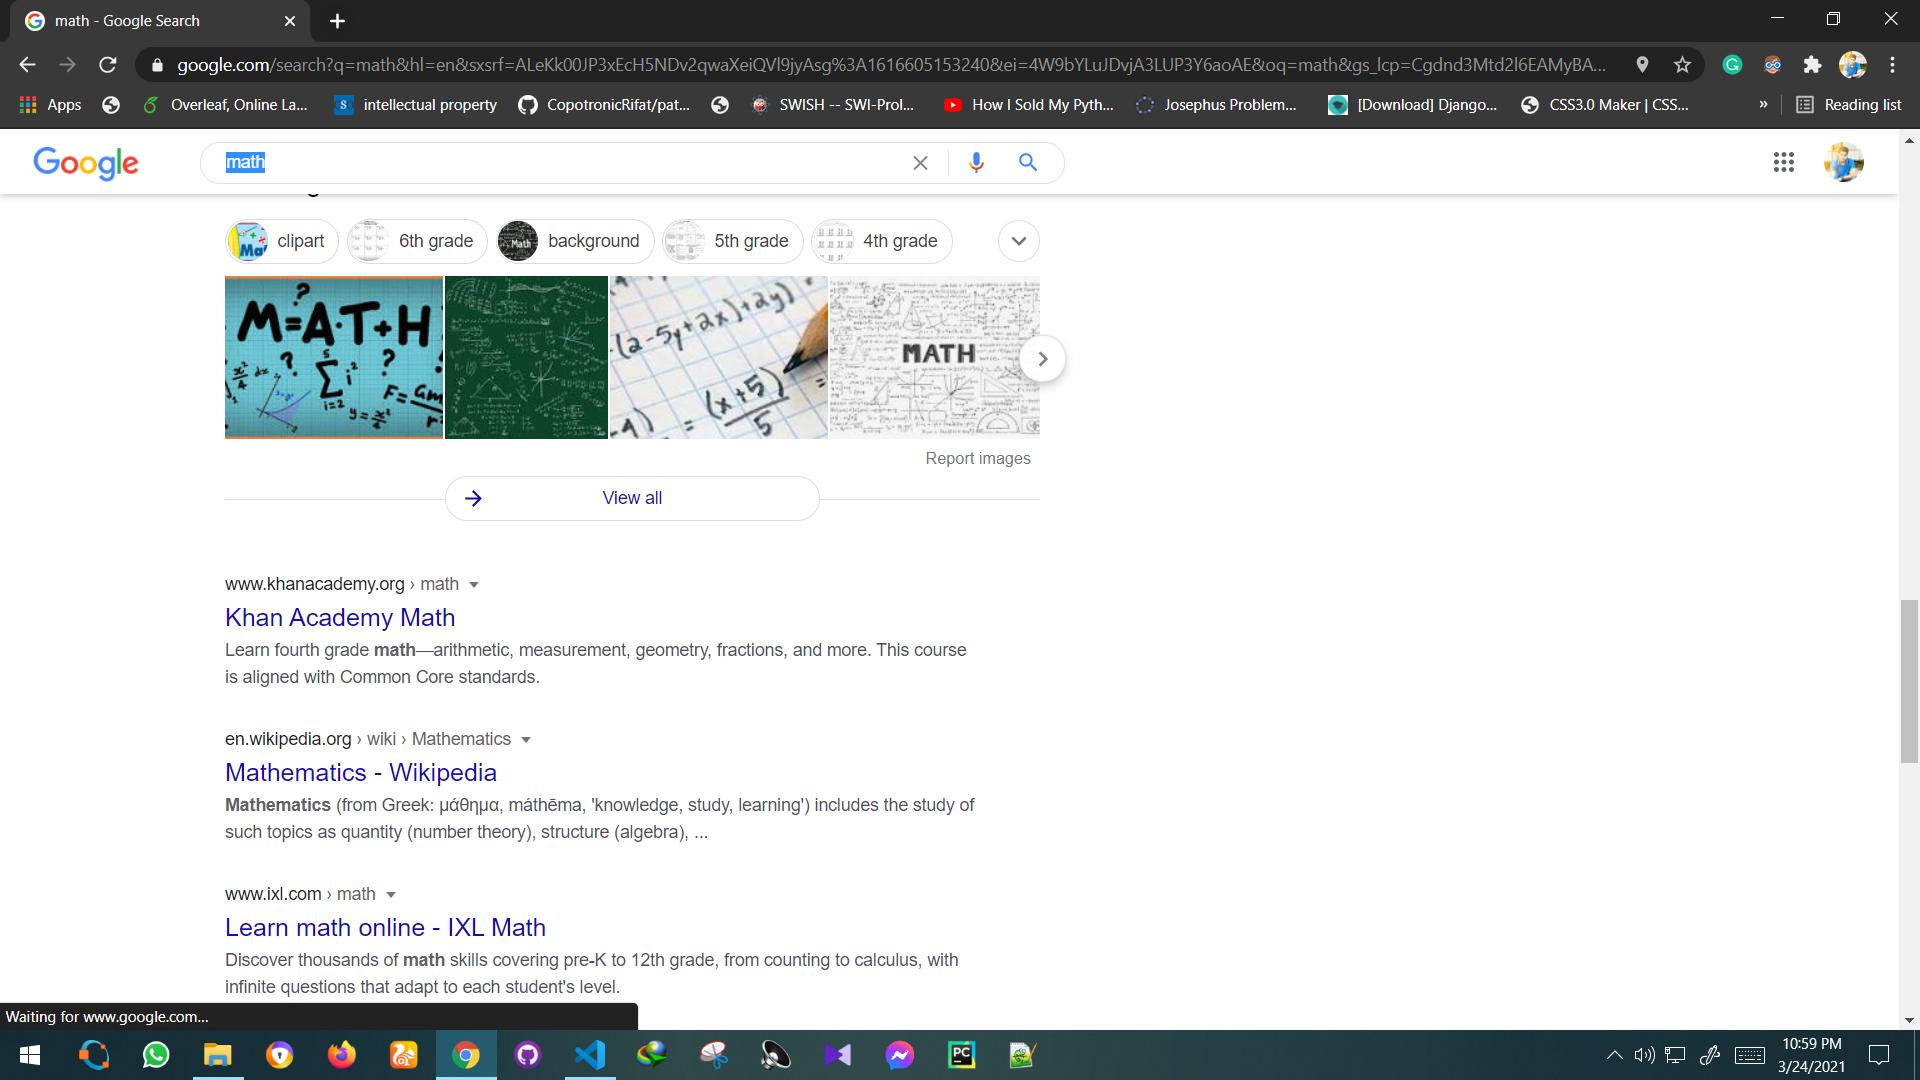 math - Google Search
google.com/search?q=math&hl=en&sxsrf=ALeKk00JP3xEcH5NDv2qwaXeiQVl9jyAsg%3A1616605153240&ei=4W9bYLuJDvjA3LUP3Y6aoAE&oq=math&gs_lcp=Cgdnd3Mtd2l6EAMyBA...
Apps
Overleaf, Online La...
intellectual property
CopotronicRifat/pat...
SWISH -- SWI-Prol...
How I Sold My Pyth...
Josephus Problem...
[Download] Django...
CSS3.0 Maker | CSS...
»
Reading list
Google
math
clipart
6th grade
background
5th grade
4th grade
M=A·T+H
(2-5y+2x)+2y)
(x+5)
5
MATH
Report images
View all
www.khanacademy.org › math
Khan Academy Math
Learn fourth grade math—arithmetic, measurement, geometry, fractions, and more. This course
is aligned with Common Core standards.
en.wikipedia.org › wiki › Mathematics
Mathematics - Wikipedia
Mathematics (from Greek: μάθημα, máthēma, 'knowledge, study, learning') includes the study of
such topics as quantity (number theory), structure (algebra), ...
www.ixl.com › math
Learn math online - IXL Math
Discover thousands of math skills covering pre-K to 12th grade, from counting to calculus, with
infinite questions that adapt to each student's level.
Waiting for www.google.com...
PC
10:59 PM
3/24/2021